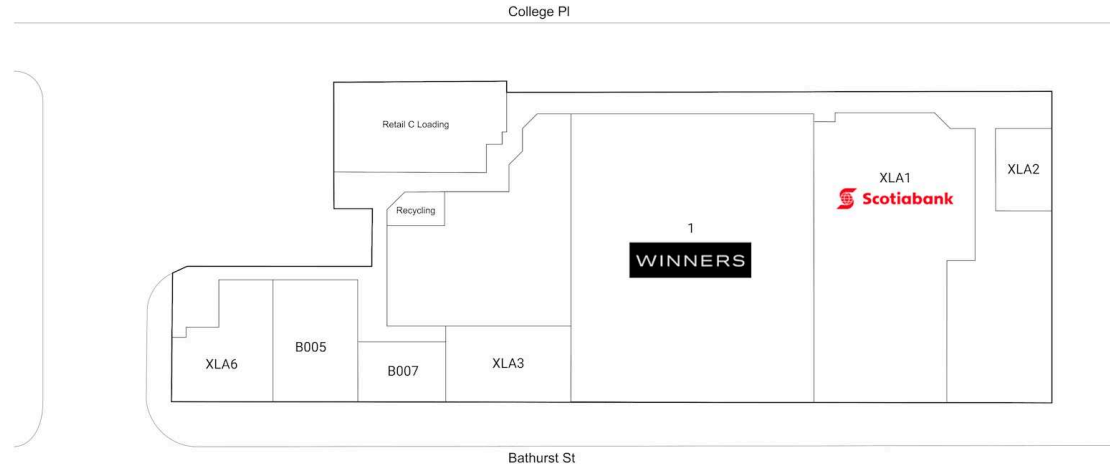 College Pl
Retail C Loading
XLA2
XLA1
Scotiabank
Recycling
1
WINNERS
B005
XLA6
B007
XLA3
Bathurst St